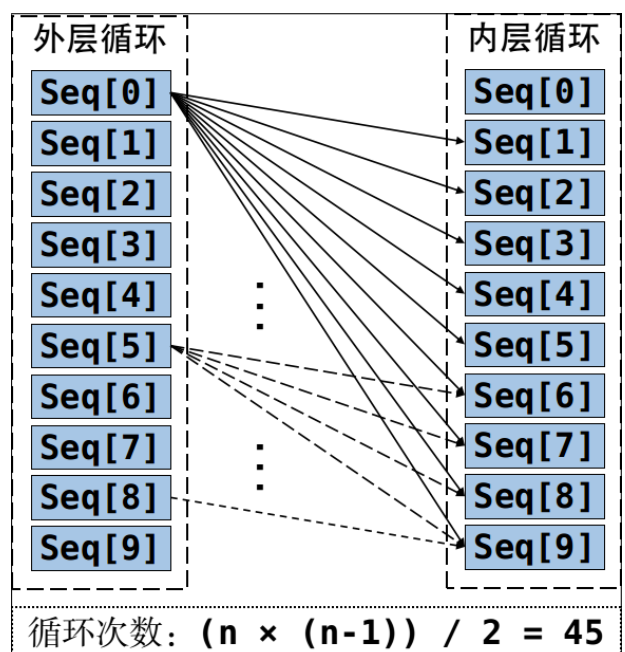 外层循环
Seq[0]
Seq[1]
Seq[2]
Seq[3]
Seq[4]
Seq[5]
Seq[6]
Seq[7]
Seq[8]
Seq[9]
内层循环
Seq[0]
Seq[1]
Seq[2]
Seq[3]
Seq[4]
Seq[5]
Seq[6]
Seq[7]
Seq[8]
Seq[9]
循环次数: (n × (n-1)) / 2 = 45